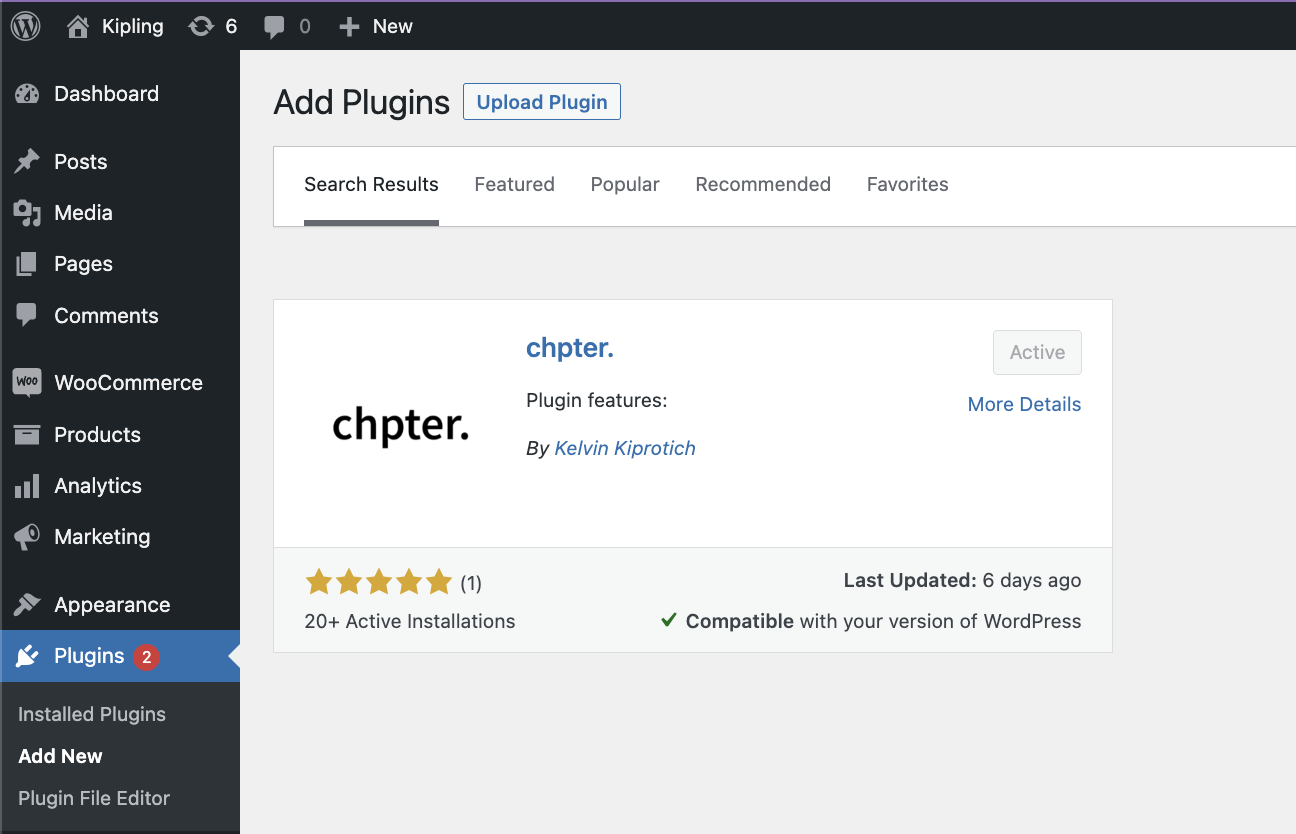 Kipling 6 0 New
Dashboard
Posts
Media
Pages
Comments
Woo WooCommerce
Products
Analytics
Marketing
Appearance
Plugins 2
Installed Plugins
Add New
Plugin File Editor
Add Plugins Upload Plugin
Search Results Featured Popular Recommended Favorites
chpter.
chpter.
Active
Plugin features:
More Details
By Kelvin Kiprotich
(1)
Last Updated: 6 days ago
20+ Active Installations
Compatible with your version of WordPress